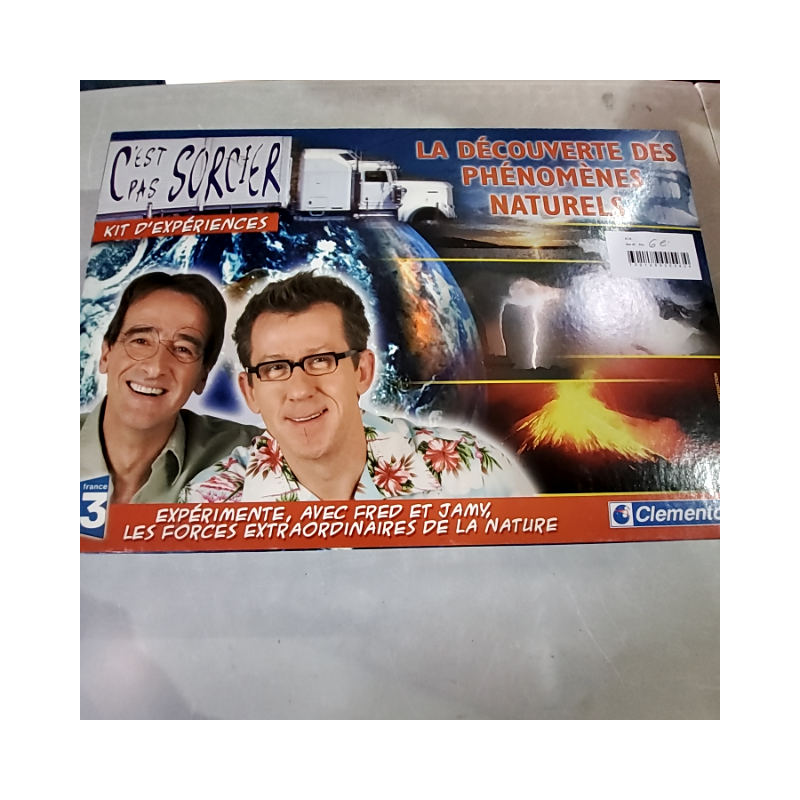 C'EST
PAS SORCIER
KIT D'EXPÉRIENCES
LA DÉCOUVERTE DES
PHÉNOMÈNES
NATURELS
6€
france
3
EXPÉRIMENTE, AVEC FRED ET JAMY,
LES FORCES EXTRAORDINAIRES DE LA NATURE
Clemento